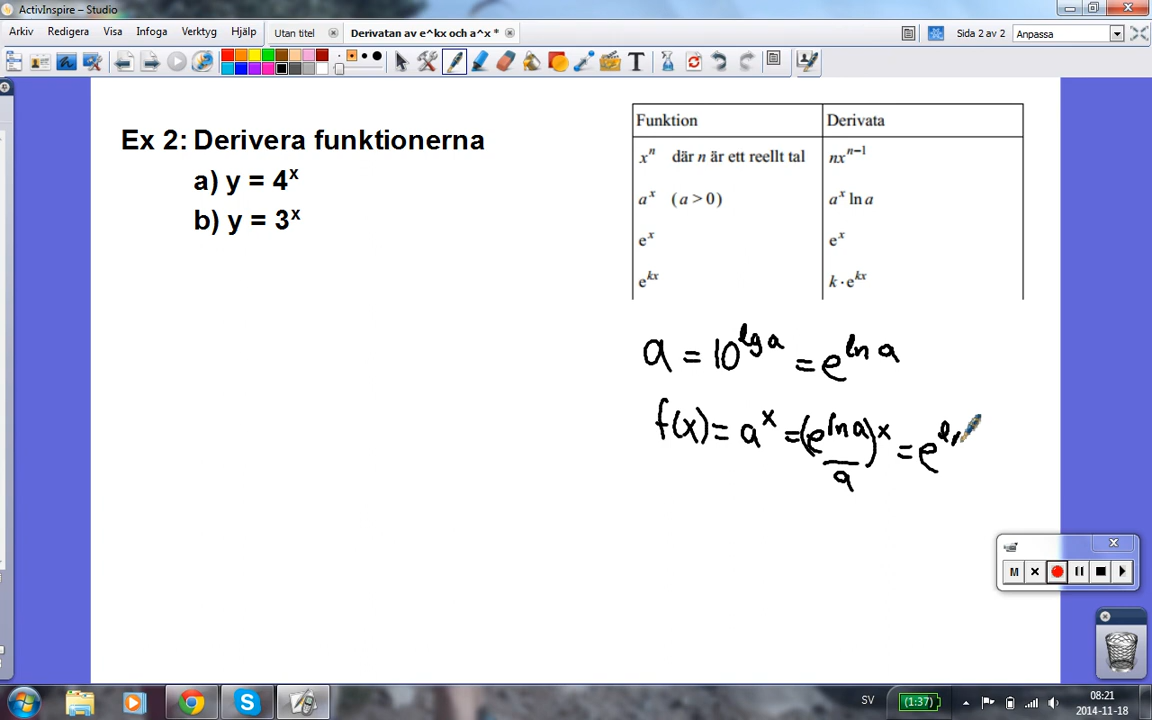 ActivInspire – Studio
Arkiv Redigera Visa Infoga Verktyg Hjälp
Utan titel
Derivatan av e^kx och a^x *
Sida 2 av 2
Anpassa
Ex 2: Derivera funktionerna
a) y = 4^x
b) y = 3^x
Funktion Derivata
x^n där n är ett reellt tal nx^{n−1}
a^x (a > 0) a^x ln a
e^x e^x
e^{kx} k · e^{kx}
a = 10^{lg a} = e^{ln a}
f(x) = a^x = (e^{ln a})^x = e^{ln
a
M
SV
(1:37)
08:21
2014-11-18